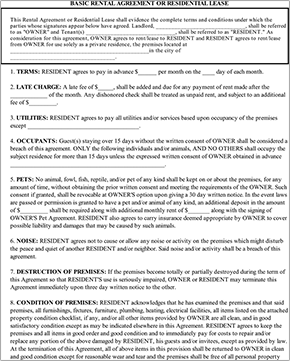 BASIC RENTAL AGREEMENT OR RESIDENTIAL LEASE
This Rental Agreement or Residential Lease shall evidence the complete terms and conditions under which the
parties whose signatures appear below have agreed. Landlord, , shall be referred
to as "OWNER" and Tenant(s) , shall be referred to as "RESIDENT." As
consideration for this agreement, OWNER agrees to rent/lease to RESIDENT and RESIDENT agrees to rent/lease
from OWNER for use solely as a private residence, the premises located at
in the city of
1. TERMS: RESIDENT agrees to pay in advance $ per month on the day of each month.
2. LATE CHARGE: A late fee of $ , shall be added and due for any payment of rent made after the
of the month. Any dishonored check shall be treated as unpaid rent, and subject to an additional
fee of $ .
3. UTILITIES: RESIDENT agrees to pay all utilities and/or services based upon occupancy of the premises
except .
4. OCCUPANTS: Guest(s) staying over 15 days without the written consent of OWNER shall be considered a
breach of this agreement. ONLY the following individuals and/or animals, AND NO OTHERS shall occupy the
subject residence for more than 15 days unless the expressed written consent of OWNER obtained in advance
.
5. PETS: No animal, fowl, fish, reptile, and/or pet of any kind shall be kept on or about the premises, for any
amount of time, without obtaining the prior written consent and meeting the requirements of the OWNER. Such
consent if granted, shall be revocable at OWNER'S option upon giving a 30 day written notice. In the event laws
are passed or permission is granted to have a pet and/or animal of any kind, an additional deposit in the amount
of $ shall be required along with additional monthly rent of $ along with the signing of
OWNER'S Pet Agreement. RESIDENT also agrees to carry insurance deemed appropriate by OWNER to cover
possible liability and damages that may be caused by such animals.
6. NOISE: RESIDENT agrees not to cause or allow any noise or activity on the premises which might disturb
the peace and quiet of another RESIDENT and/or neighbor. Said noise and/or activity shall be a breach of this
agreement.
7. DESTRUCTION OF PREMISES: If the premises become totally or partially destroyed during the term of
this Agreement so that RESIDENT'S use is seriously impaired, OWNER or RESIDENT may terminate this
Agreement immediately upon three day written notice to the other.
8. CONDITION OF PREMISES: RESIDENT acknowledges that he has examined the premises and that said
premises, all furnishings, fixtures, furniture, plumbing, heating, electrical facilities, all items listed on the attached
property condition checklist, if any, and/or all other items provided by OWNER are all clean, and in good
satisfactory condition except as may be indicated elsewhere in this Agreement. RESIDENT agrees to keep the
premises and all items in good order and good condition and to immediately pay for costs to repair and/or
replace any portion of the above damaged by RESIDENT, his guests and/or invitees, except as provided by law.
At the termination of this Agreement, all of above items in this provision shall be returned to OWNER in clean
and good condition except for reasonable wear and tear and the premises shall be free of all personal property